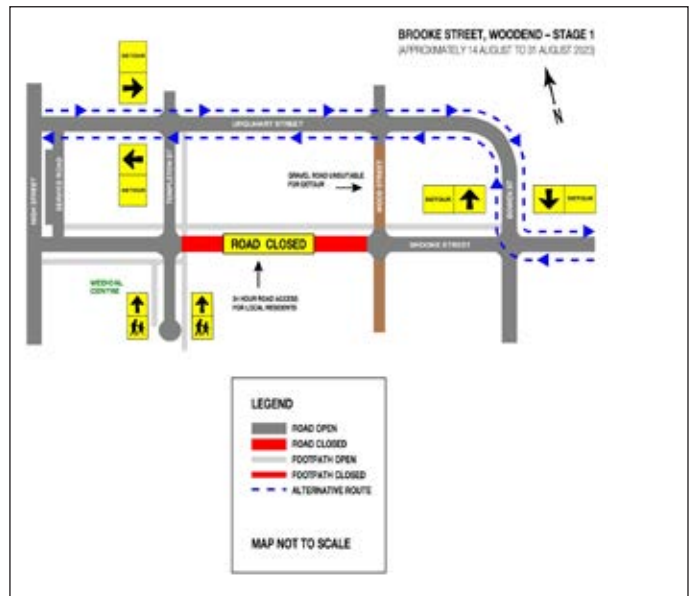 BROOKE STREET, WOODEND – STAGE 1
(APPROXIMATELY 14 AUGUST TO 31 AUGUST 2023)
N
DETOUR
URQUHART STREET
DETOUR
HIGH STREET
SERVICE ROAD
TEMPLETON ST
GRAVEL ROAD UNSUITABLE
FOR DETOUR
WOOD STREET
DETOUR
BOWEN ST
DETOUR
ROAD CLOSED
BROOKE STREET
MEDICAL
CENTRE
24 HOUR ROAD ACCESS
FOR LOCAL RESIDENTS
LEGEND
ROAD OPEN
ROAD CLOSED
FOOTPATH OPEN
FOOTPATH CLOSED
ALTERNATIVE ROUTE
MAP NOT TO SCALE